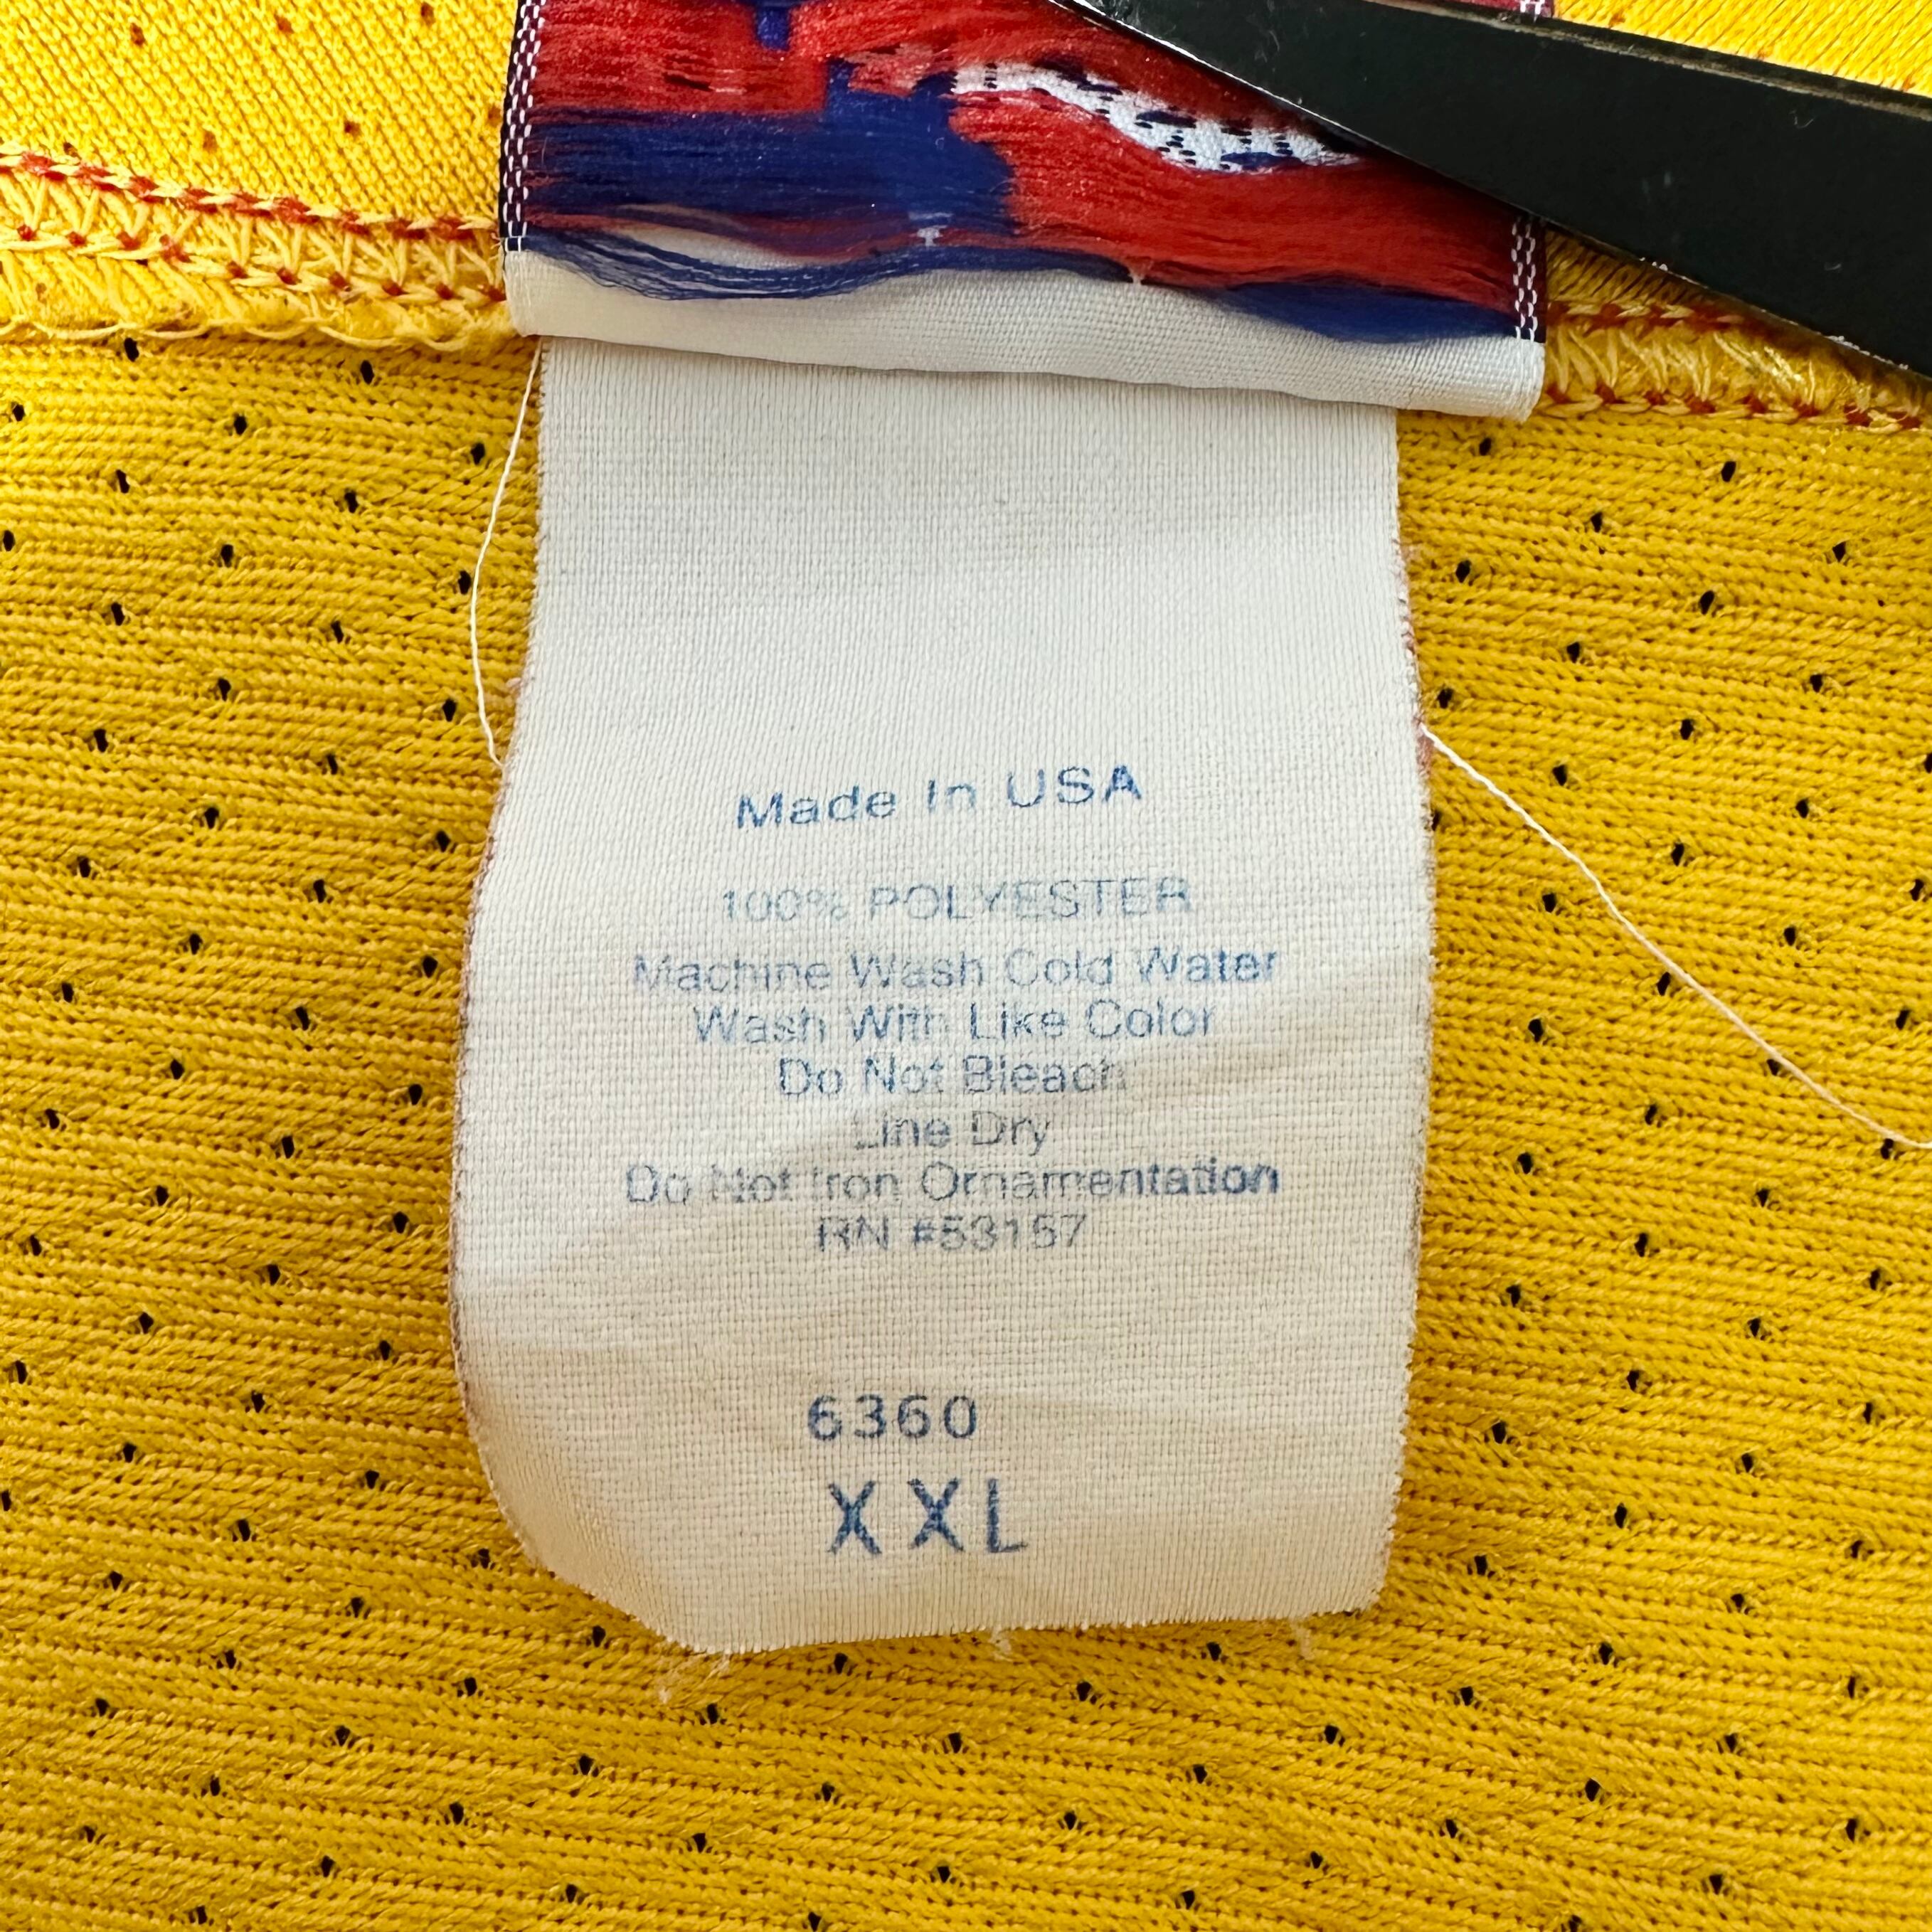 Made In USA
100% POLYESTER
Machine Wash Cold Water
Wash With Like Color
Do Not Bleach
Line Dry
Do Not Iron Ornamentation
RN #53157
6360
XXL